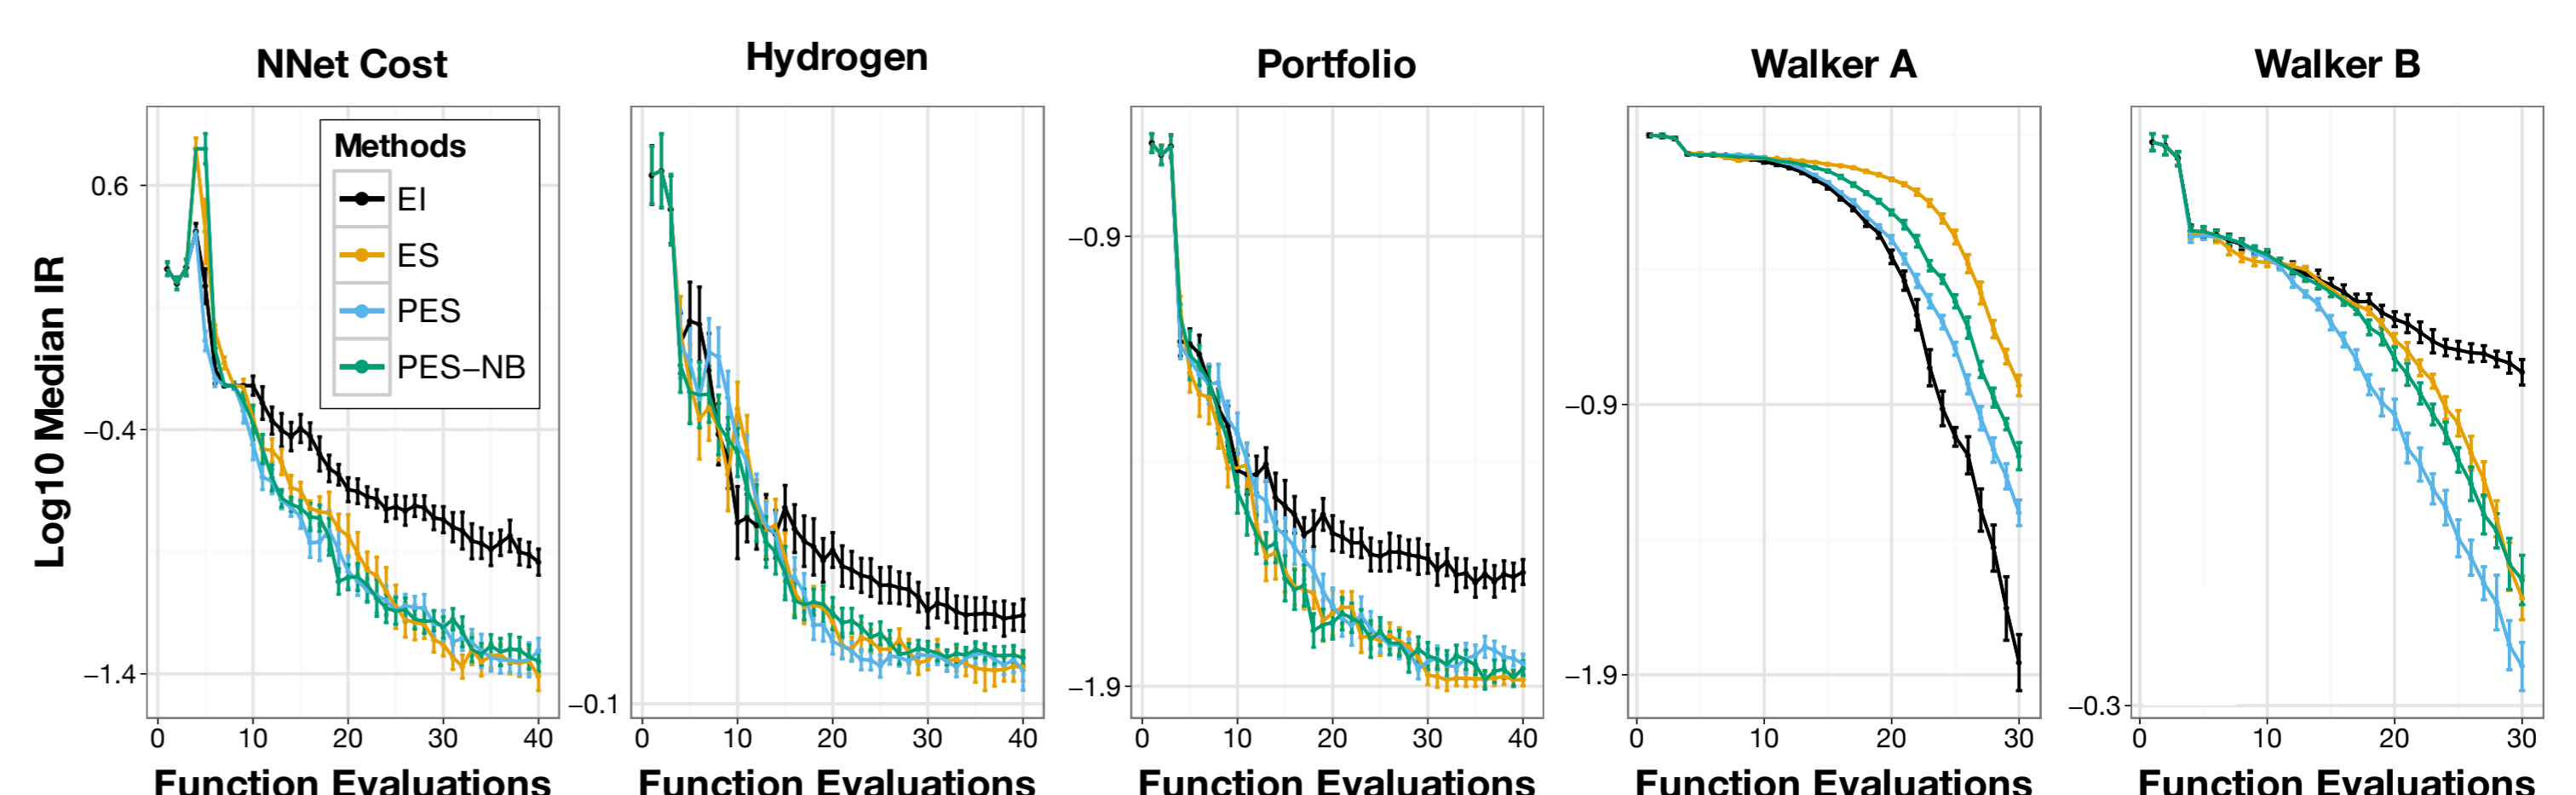 NNet Cost
Hydrogen
Portfolio
Walker A
Walker B
Log10 Median IR
Methods
EI
ES
PES
PES−NB
0.6
−0.4
−1.4
0 10 20 30 40
Function Evaluations
−0.1
0 10 20 30 40
Function Evaluations
−0.9
−1.9
0 10 20 30 40
Function Evaluations
−0.9
−1.9
0 10 20 30
Function Evaluations
−0.3
0 10 20 30
Function Evaluations